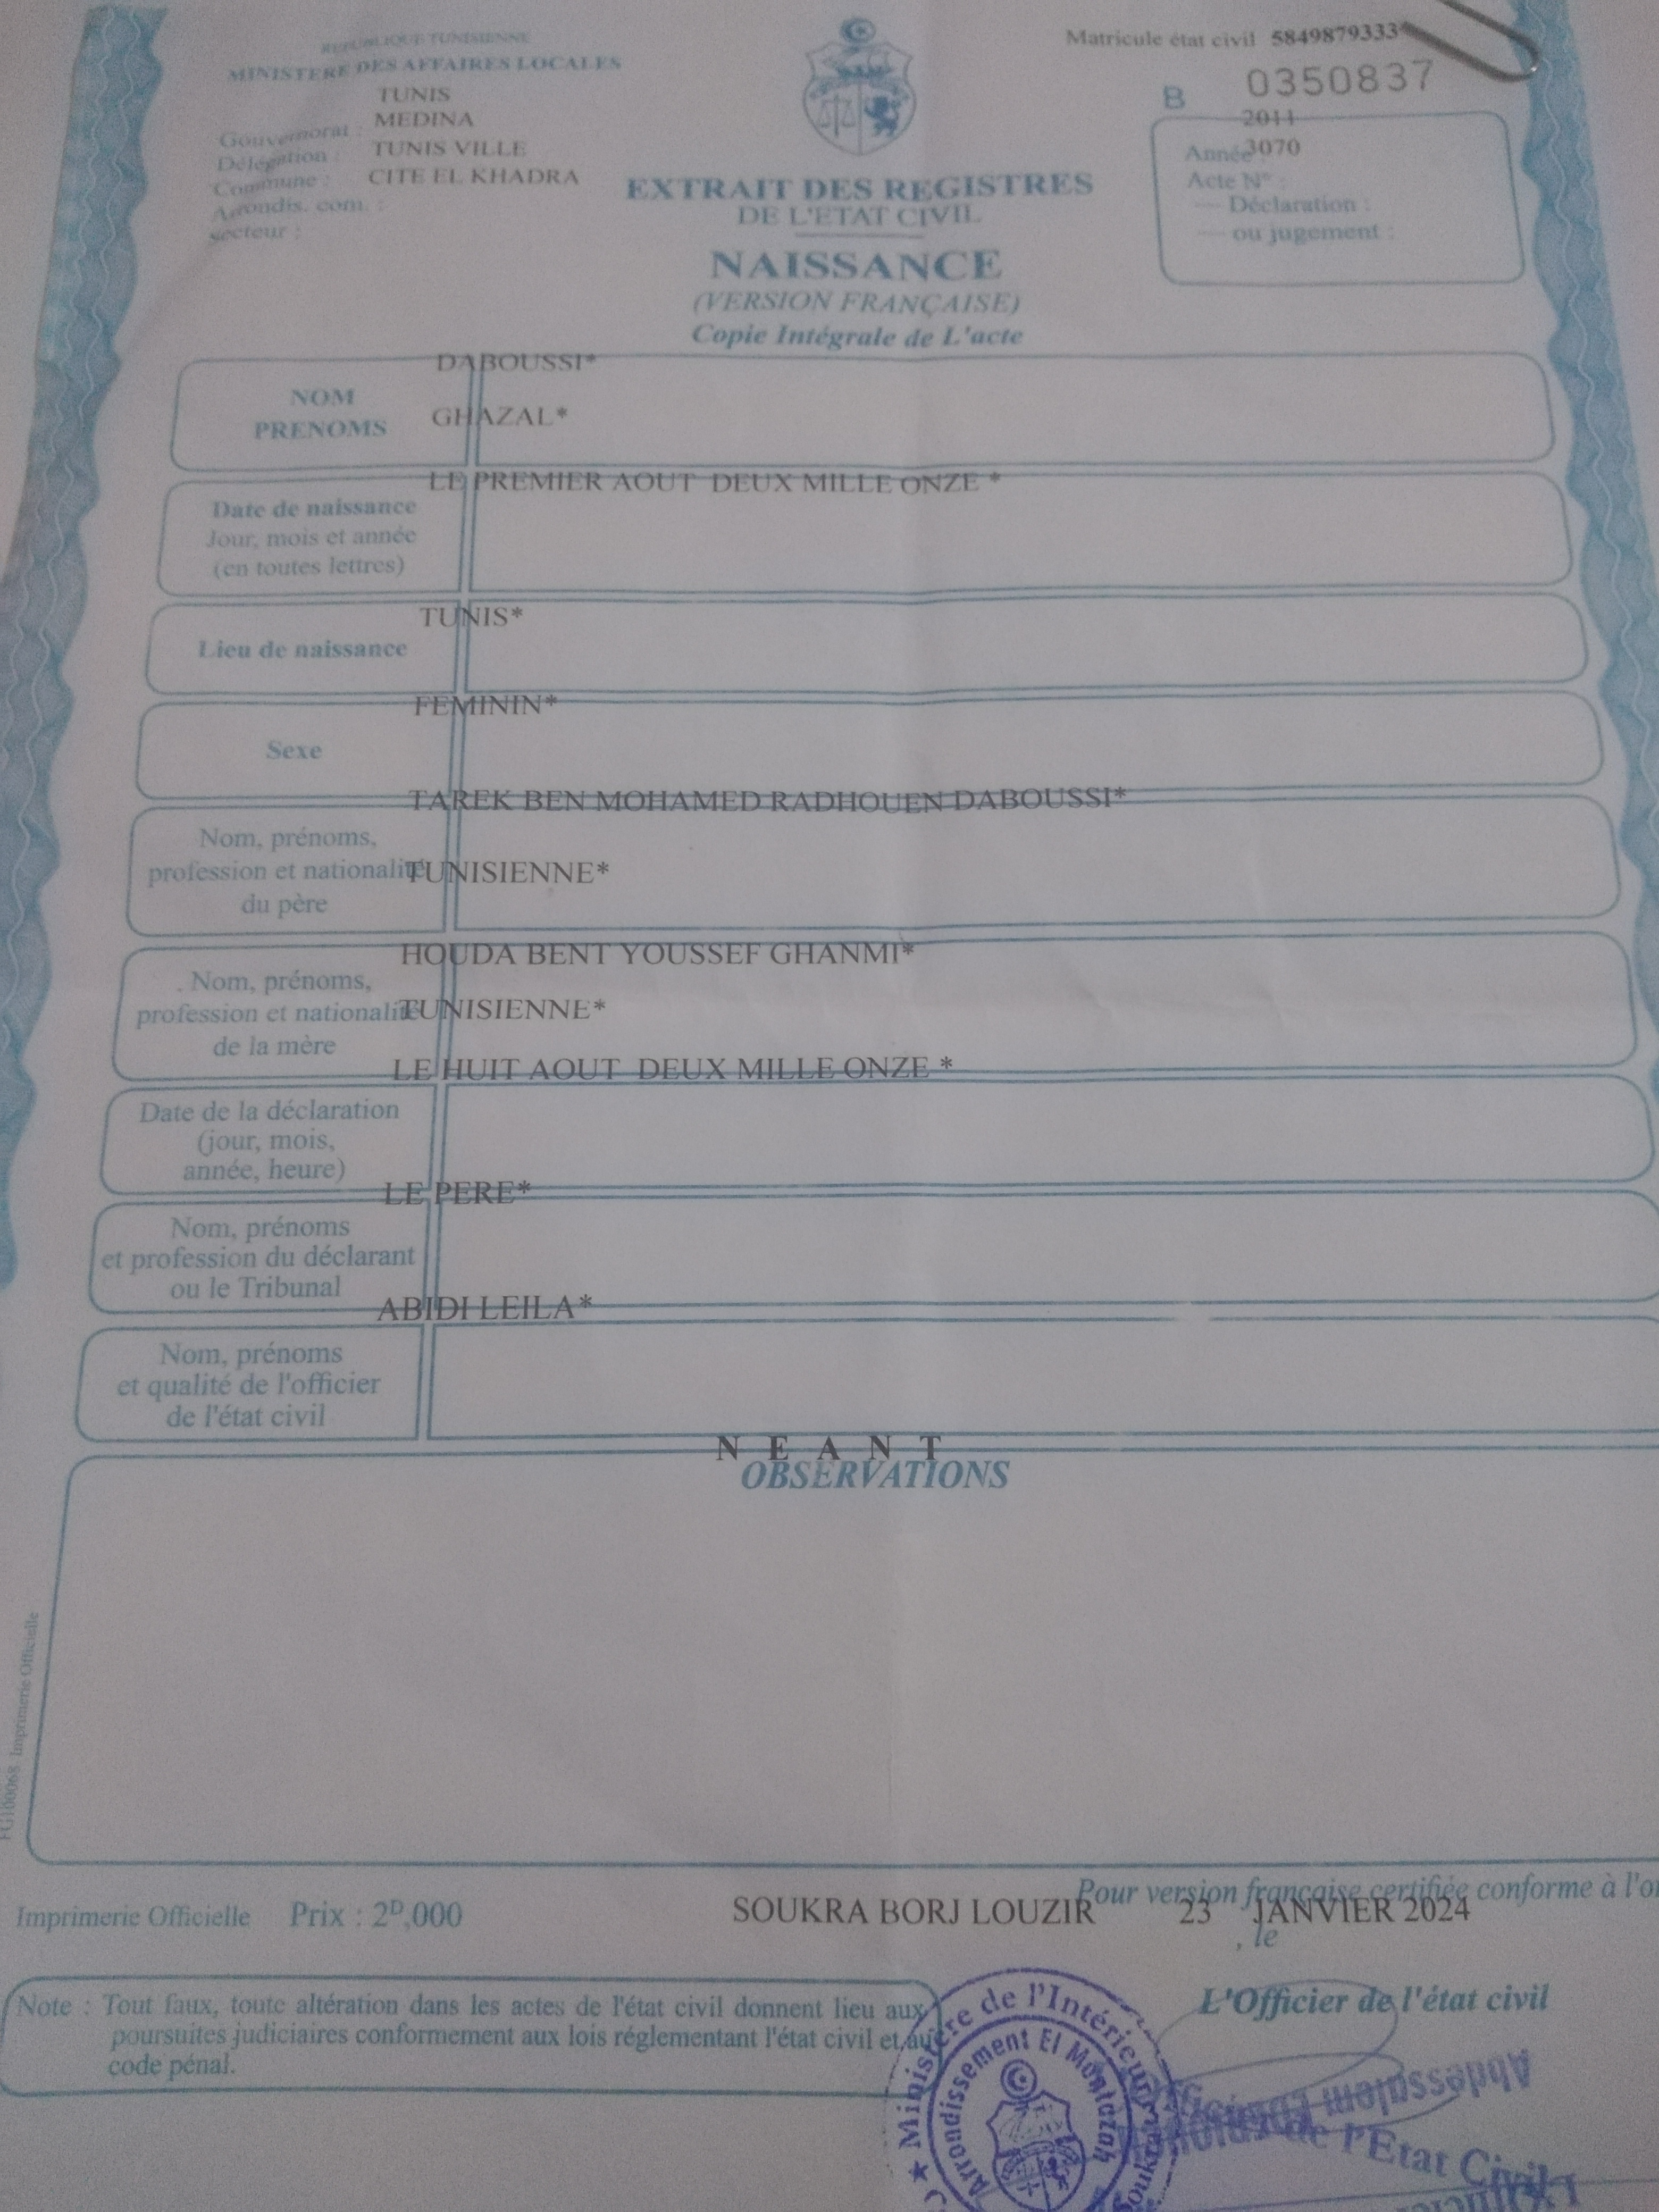 REPUBLIQUE TUNISIENNE
MINISTERE DES AFFAIRES LOCALES
TUNIS
MEDINA
Gouvernorat :
TUNIS VILLE
Délégation :
CITE EL KHADRA
Commune :
Arrondis. com. :
secteur :
Matricule état civil 5849879333*
B 0350837
2011
Année 3070
Acte N° :
— Déclaration :
— ou jugement :
EXTRAIT DES REGISTRES
DE L'ETAT CIVIL
NAISSANCE
(VERSION FRANÇAISE)
Copie Intégrale de L'acte
DABOUSSI*
NOM
PRENOMS
GHAZAL*
LE PREMIER AOUT DEUX MILLE ONZE *
Date de naissance
Jour, mois et année
(en toutes lettres)
TUNIS*
Lieu de naissance
FEMININ*
Sexe
TAREK BEN MOHAMED RADHOUEN DABOUSSI*
Nom, prénoms,
profession et nationalité
du père
TUNISIENNE*
HOUDA BENT YOUSSEF GHANMI*
Nom, prénoms,
profession et nationalité
de la mère
TUNISIENNE*
LE HUIT AOUT DEUX MILLE ONZE *
Date de la déclaration
(jour, mois,
année, heure)
LE PERE*
Nom, prénoms
et profession du déclarant
ou le Tribunal
ABIDI LEILA*
Nom, prénoms
et qualité de l'officier
de l'état civil
N E A N T
OBSERVATIONS
FG100068 Imprimerie Officielle
Pour version française certifiée conforme à l'or
Imprimerie Officielle Prix : 2D,000
SOUKRA BORJ LOUZIR 23 JANVIER 2024
, le
L'Officier de l'état civil
Note : Tout faux, toute altération dans les actes de l'état civil donnent lieu aux
poursuites judiciaires conformement aux lois réglementant l'état civil et au
code pénal.
Ministère de l'Intérieur
Arrondissement El Montazah
Soukra
Abdessalem
de l'Etat Civil